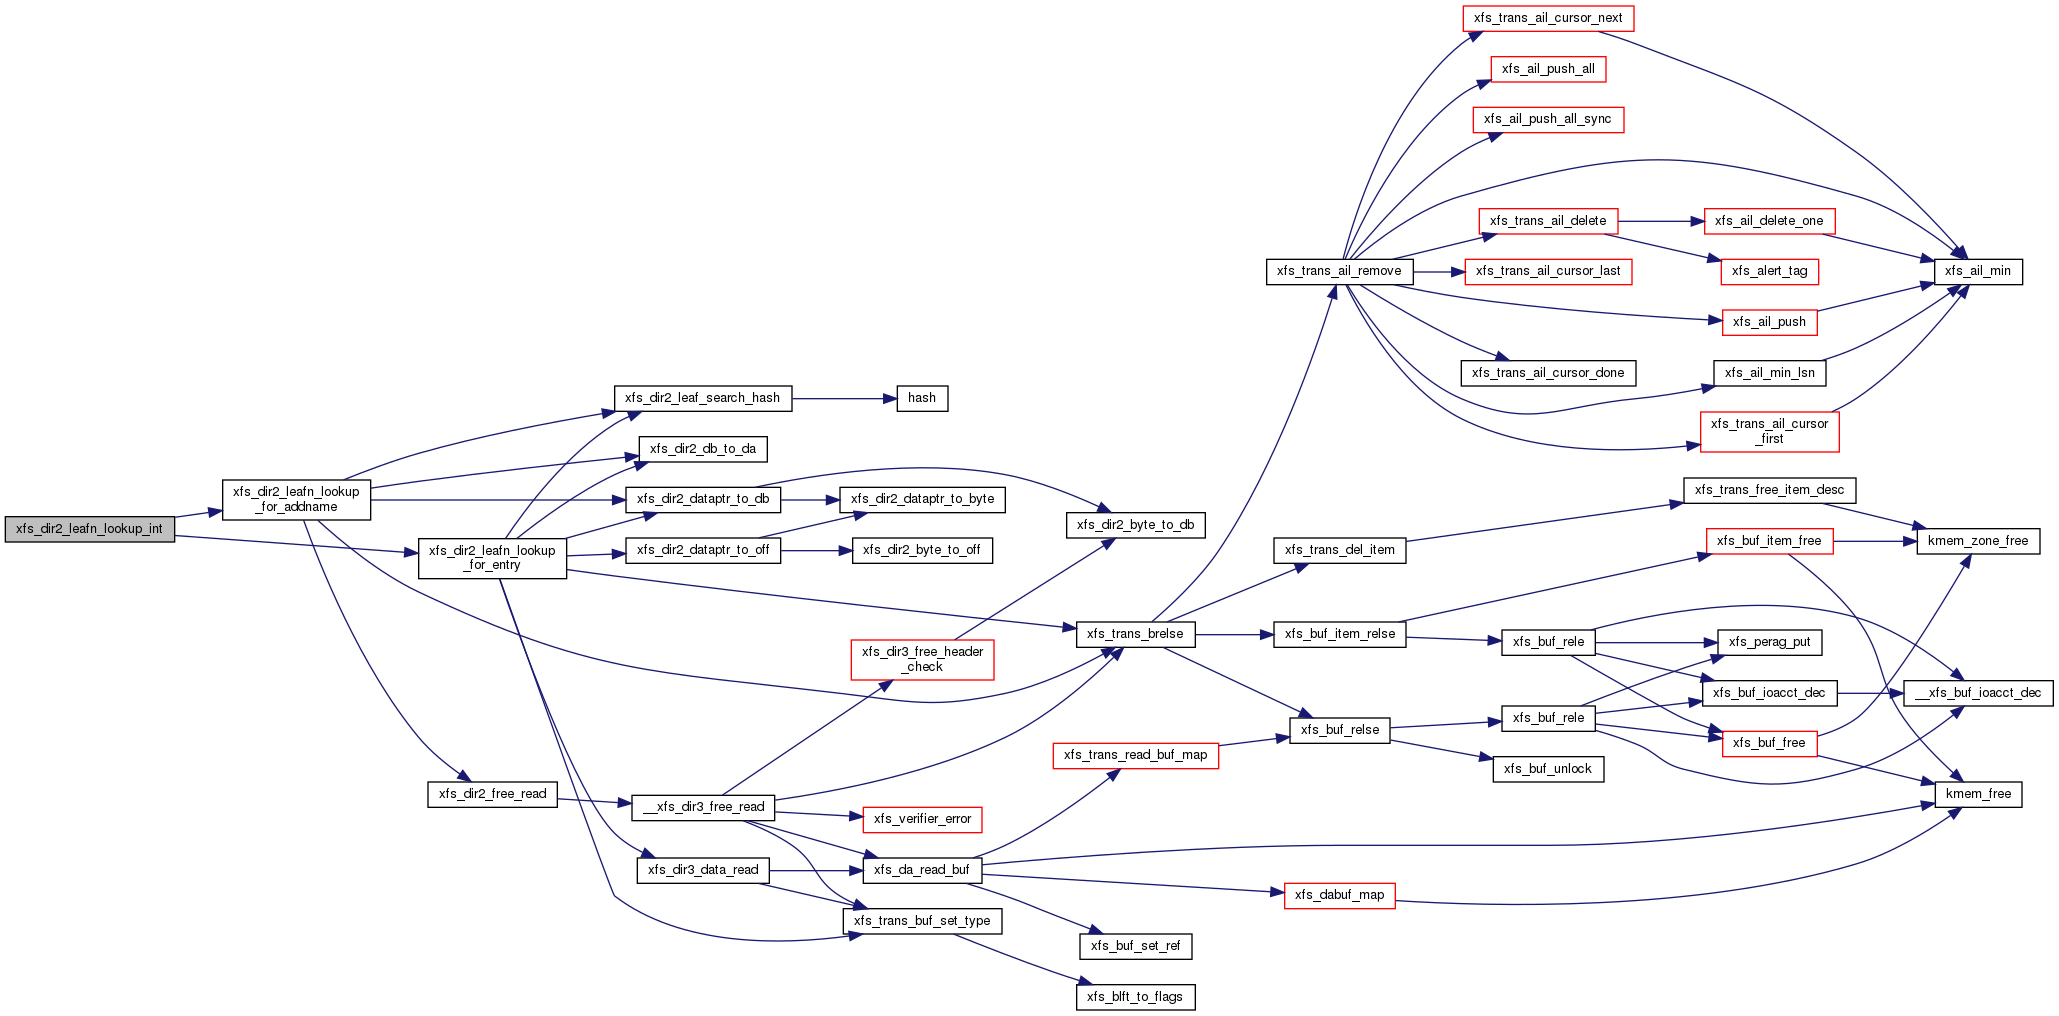 xfs_trans_ail_cursor_next
xfs_ail_push_all
xfs_ail_push_all_sync
xfs_trans_ail_delete
xfs_ail_delete_one
xfs_trans_ail_remove
xfs_trans_ail_cursor_last
xfs_alert_tag
xfs_ail_min
xfs_ail_push
xfs_trans_ail_cursor_done
xfs_ail_min_lsn
xfs_dir2_leaf_search_hash
hash
xfs_trans_ail_cursor
_first
xfs_dir2_db_to_da
xfs_dir2_leafn_lookup
_for_addname
xfs_dir2_dataptr_to_db
xfs_dir2_dataptr_to_byte
xfs_trans_free_item_desc
xfs_dir2_leafn_lookup_int
xfs_dir2_byte_to_db
xfs_buf_item_free
kmem_zone_free
xfs_dir2_leafn_lookup
_for_entry
xfs_dir2_dataptr_to_off
xfs_dir2_byte_to_off
xfs_trans_del_item
xfs_trans_brelse
xfs_buf_item_relse
xfs_buf_rele
xfs_perag_put
xfs_dir3_free_header
_check
xfs_buf_ioacct_dec
__xfs_buf_ioacct_dec
xfs_buf_relse
xfs_buf_rele
xfs_trans_read_buf_map
xfs_buf_free
xfs_buf_unlock
xfs_dir2_free_read
__xfs_dir3_free_read
kmem_free
xfs_verifier_error
xfs_dir3_data_read
xfs_da_read_buf
xfs_dabuf_map
xfs_trans_buf_set_type
xfs_buf_set_ref
xfs_blft_to_flags